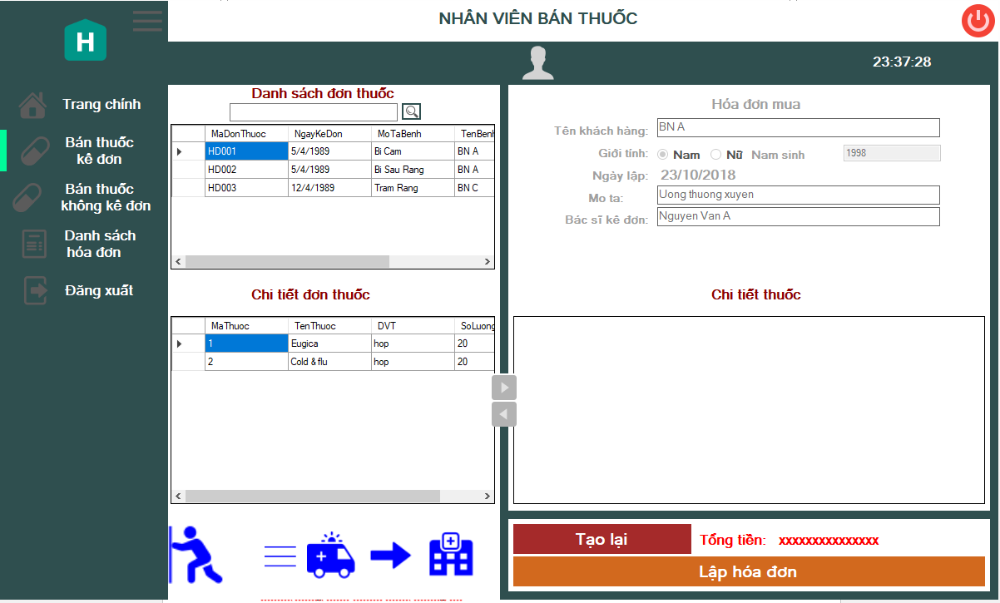 NHÂN VIÊN BÁN THUỐC
H
23:37:28
Trang chính
Bán thuốc
kê đơn
Bán thuốc
không kê đơn
Danh sách
hóa đơn
Đăng xuất
Danh sách đơn thuốc
MaDonThuoc NgayKeDon MoTaBenh TenBenh
HD001 5/4/1989 Bi Cam BN A
HD002 5/4/1989 Bi Sau Rang BN A
HD003 12/4/1989 Tram Rang BN C
Chi tiết đơn thuốc
MaThuoc TenThuoc DVT SoLuong
1 Eugica hop 20
2 Cold & flu hop 20
Hóa đơn mua
Tên khách hàng: BN A
Giới tính: Nam Nữ Nam sinh 1998
Ngày lập: 23/10/2018
Mo ta: Uong thuong xuyen
Bác sĩ kê đơn: Nguyen Van A
Chi tiết thuốc
Tạo lại Tổng tiền: xxxxxxxxxxxxxxx
Lập hóa đơn